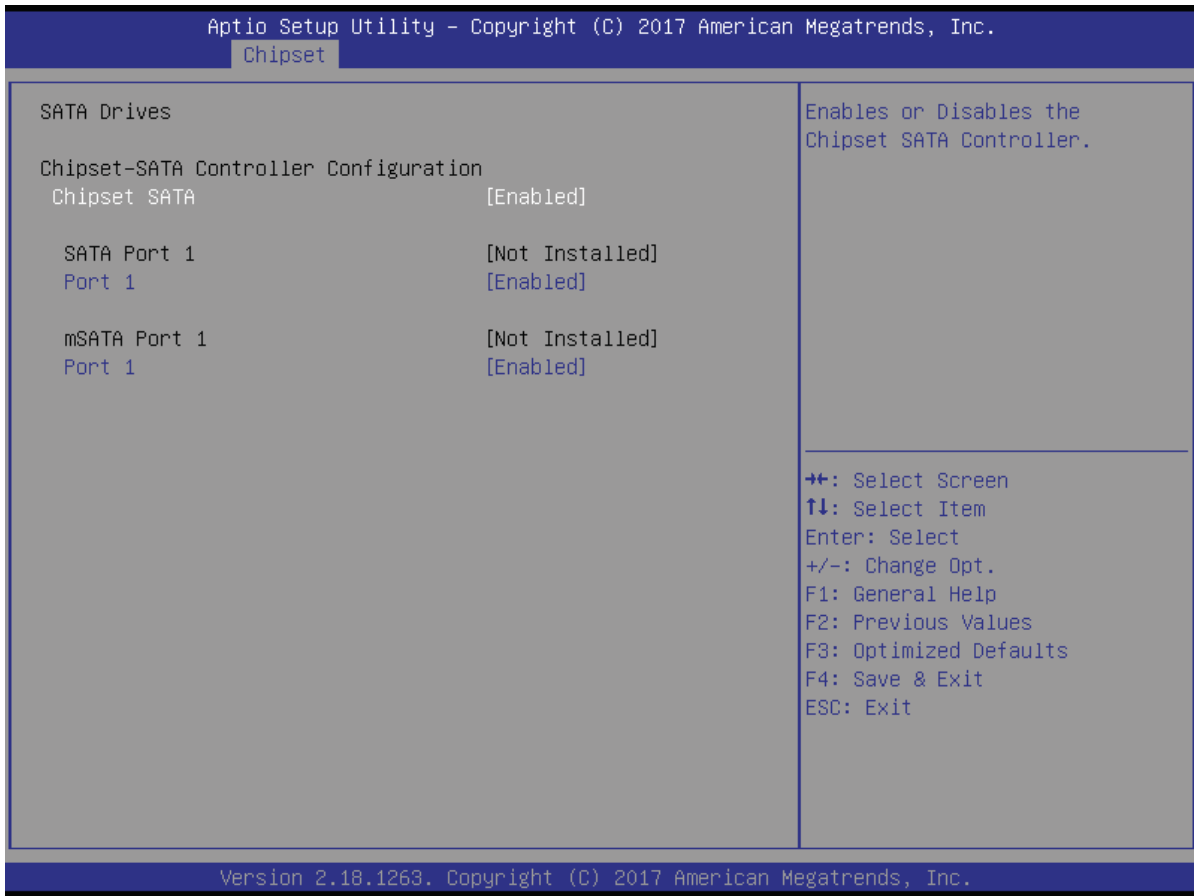 Aptio Setup Utility – Copyright (C) 2017 American Megatrends, Inc.
Chipset
SATA Drives
Chipset-SATA Controller Configuration
Chipset SATA [Enabled]
SATA Port 1 [Not Installed]
Port 1 [Enabled]
mSATA Port 1 [Not Installed]
Port 1 [Enabled]
Enables or Disables the
Chipset SATA Controller.
→←: Select Screen
↑↓: Select Item
Enter: Select
+/-: Change Opt.
F1: General Help
F2: Previous Values
F3: Optimized Defaults
F4: Save & Exit
ESC: Exit
Version 2.18.1263. Copyright (C) 2017 American Megatrends, Inc.